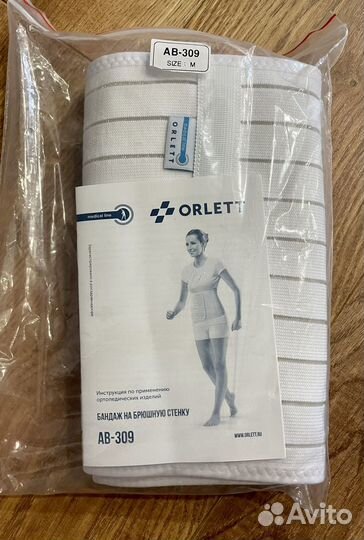 AB-309
SIZE : M
ORLETT
medical line
ORLETT
Инструкция по применению
ортопедических изделий
БАНДАЖ НА БРЮШНУЮ СТЕНКУ
AB-309
WWW.ORLETT.RU
Avito